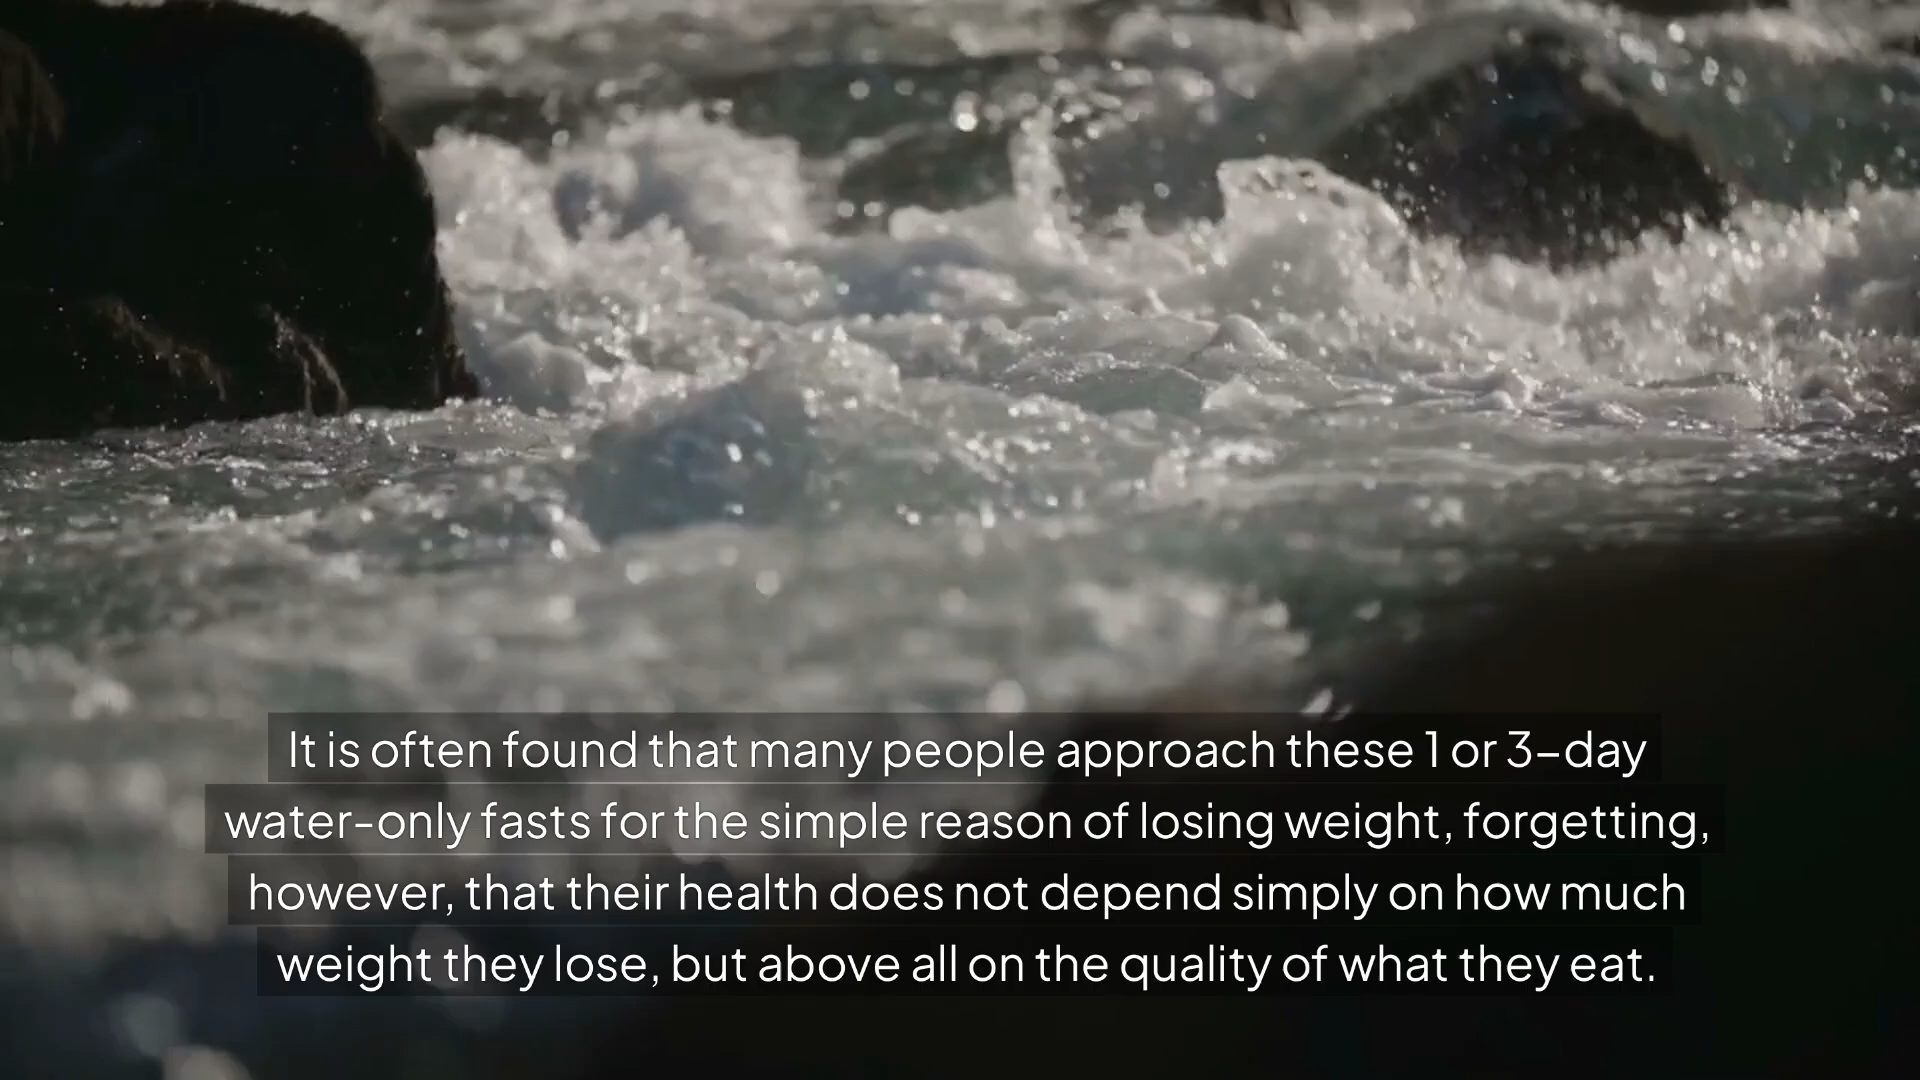 It is often found that many people approach these 1 or 3–day
water-only fasts for the simple reason of losing weight, forgetting,
however, that their health does not depend simply on how much
weight they lose, but above all on the quality of what they eat.